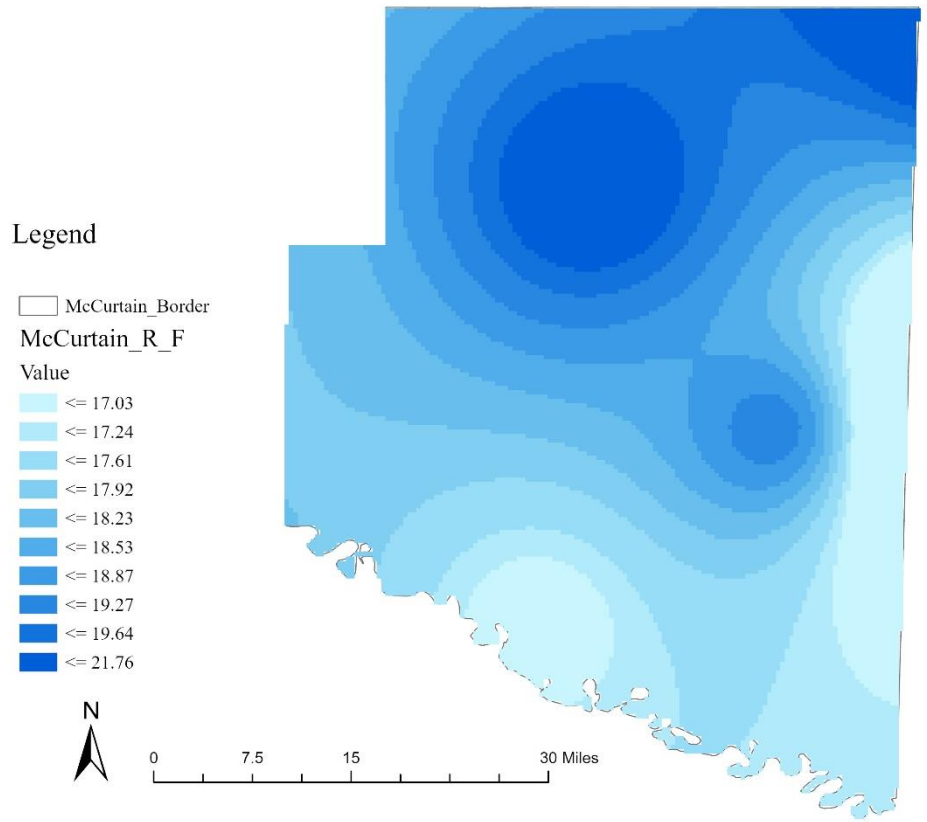 Legend
McCurtain_Border
McCurtain_R_F
Value
<= 17.03
<= 17.24
<= 17.61
<= 17.92
<= 18.23
<= 18.53
<= 18.87
<= 19.27
<= 19.64
<= 21.76
N
0 7.5 15 30 Miles